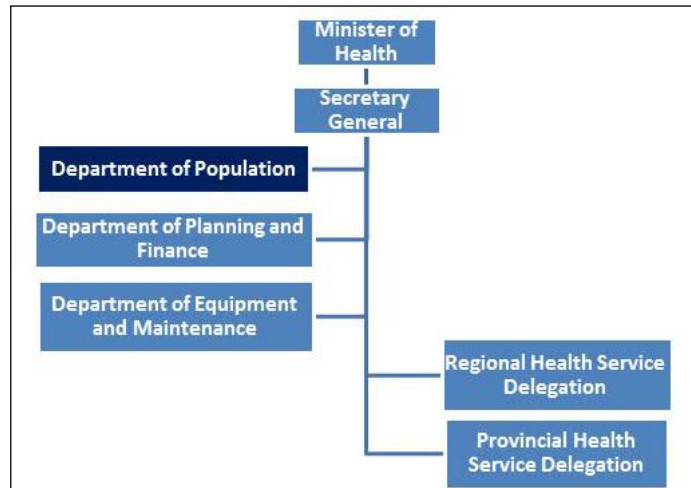 Minister of
Health
Secretary
General
Department of Population
Department of Planning and
Finance
Department of Equipment
and Maintenance
Regional Health Service
Delegation
Provincial Health
Service Delegation